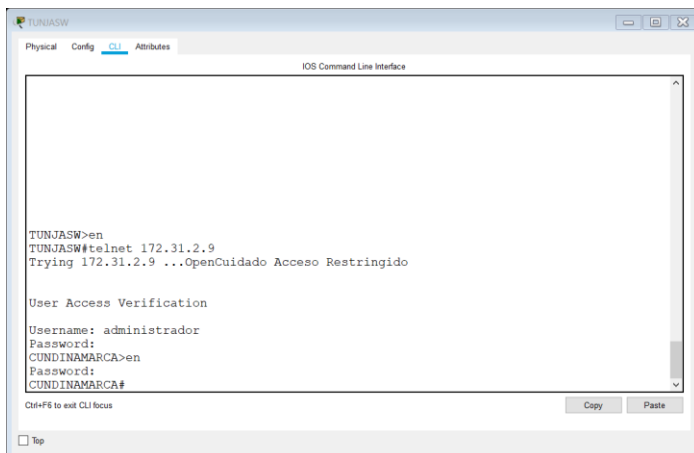 TUNJASW
Physical Config CLI Attributes
IOS Command Line Interface
TUNJASW>en
TUNJASW#telnet 172.31.2.9
Trying 172.31.2.9 ...OpenCuidado Acceso Restringido
User Access Verification
Username: administrador
Password:
CUNDINAMARCA>en
Password:
CUNDINAMARCA#
Ctrl+F6 to exit CLI focus
Copy Paste
Top